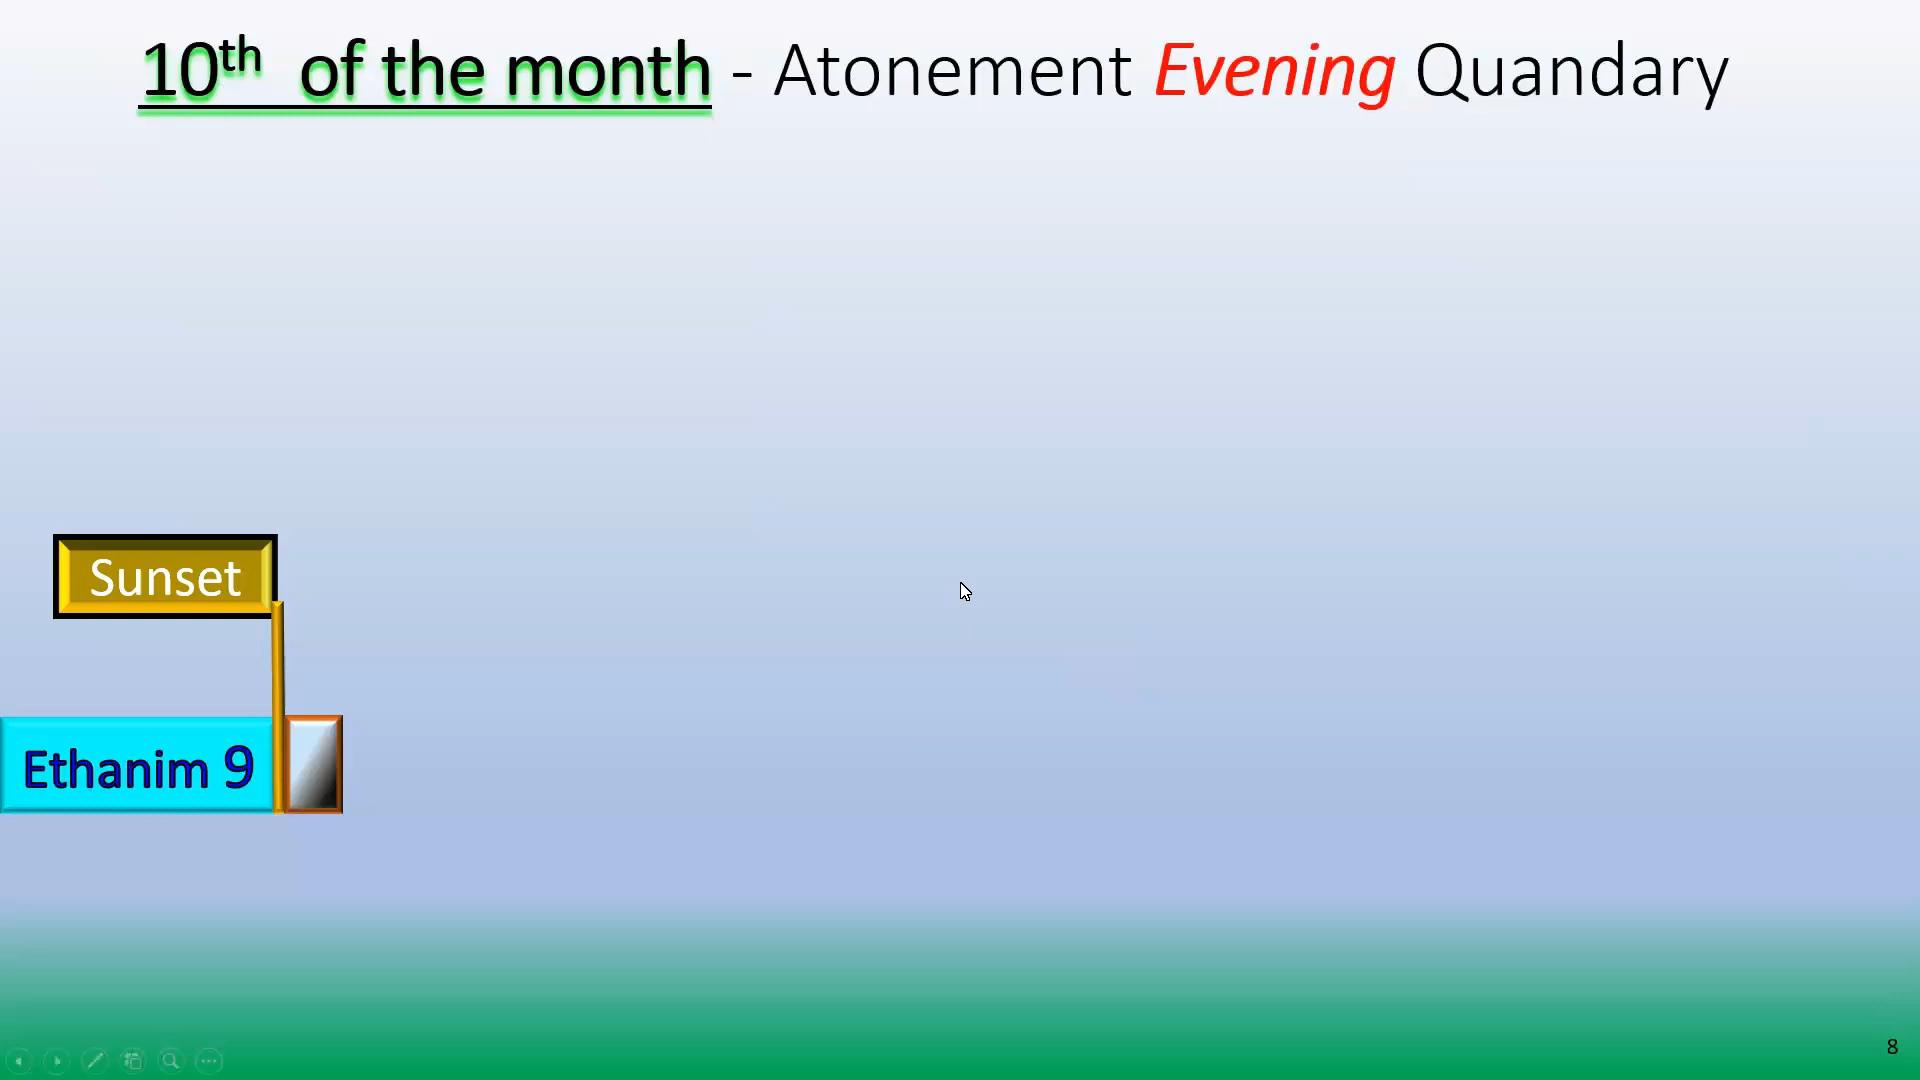 10th of the month - Atonement Evening Quandary
Sunset
Ethanim 9
8